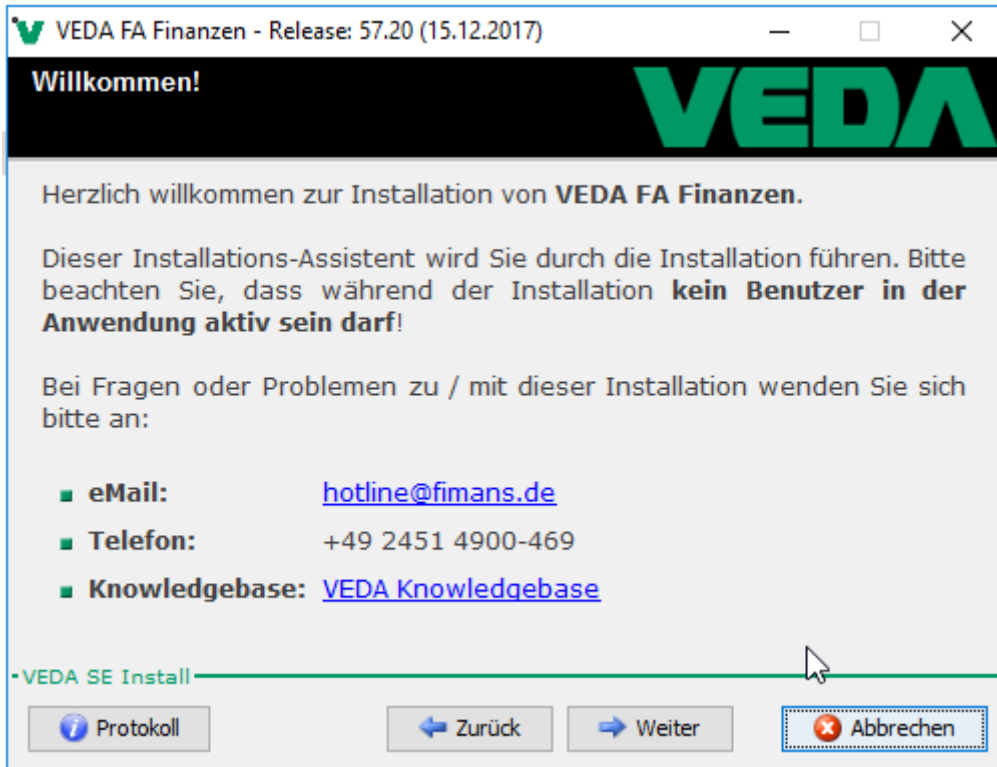 VEDA FA Finanzen - Release: 57.20 (15.12.2017)
Willkommen!
VEDA
Herzlich willkommen zur Installation von VEDA FA Finanzen.
Dieser Installations-Assistent wird Sie durch die Installation führen. Bitte
beachten Sie, dass während der Installation kein Benutzer in der
Anwendung aktiv sein darf!
Bei Fragen oder Problemen zu / mit dieser Installation wenden Sie sich
bitte an:
eMail: hotline@fimans.de
Telefon: +49 2451 4900-469
Knowledgebase: VEDA Knowledgebase
VEDA SE Install
Protokoll Zurück Weiter Abbrechen